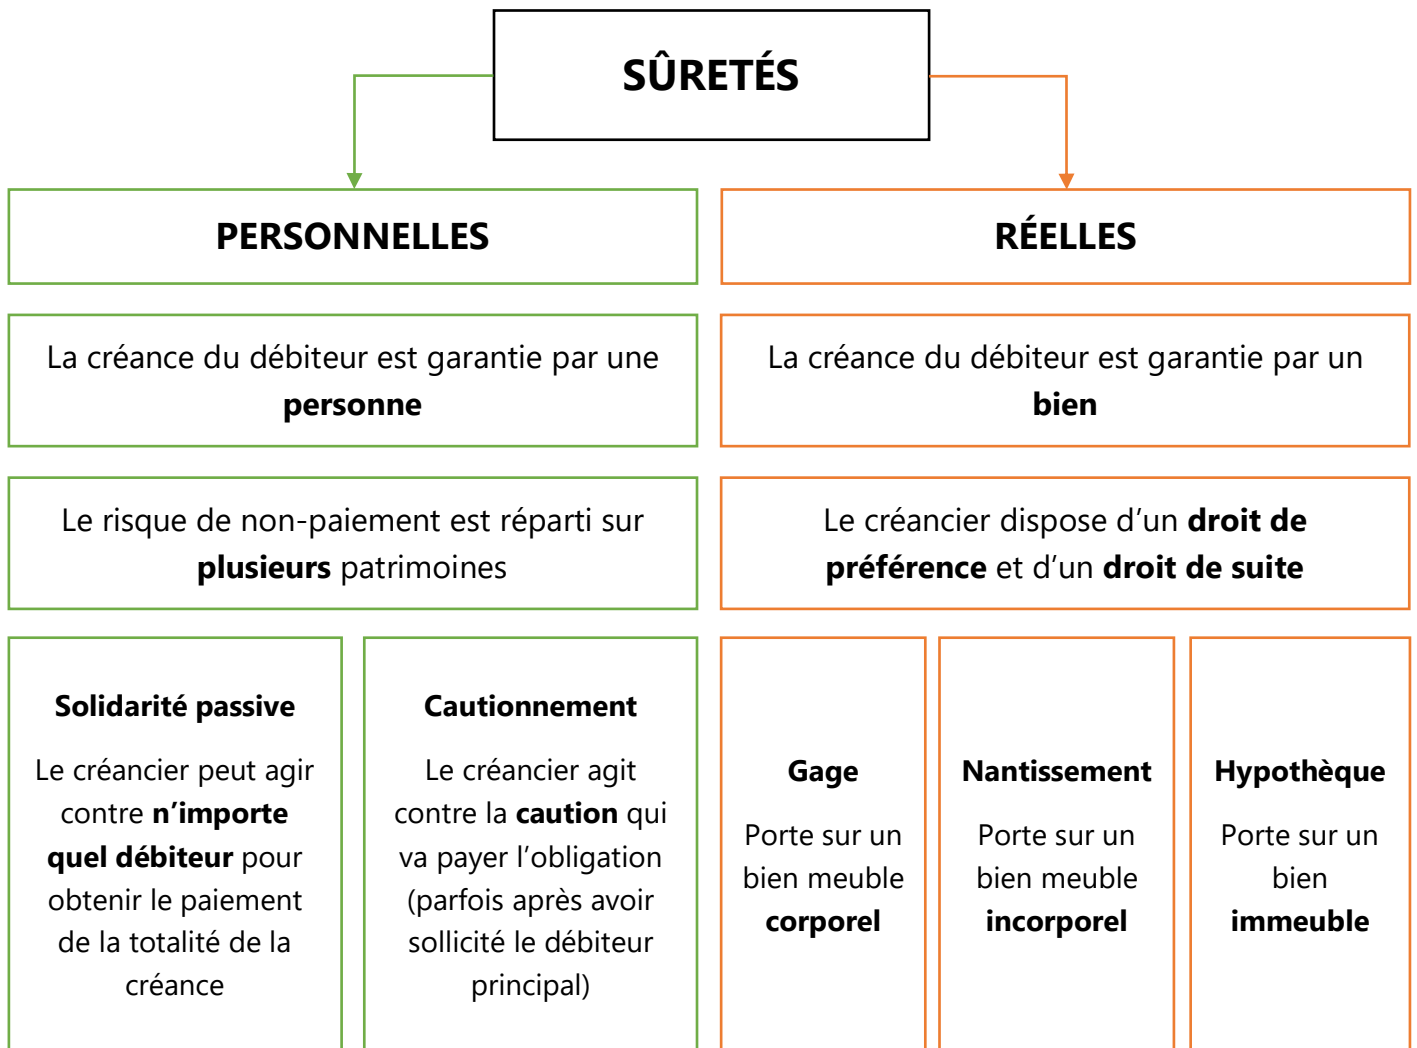 SÛRETÉS
PERSONNELLES
RÉELLES
La créance du débiteur est garantie par une
personne
La créance du débiteur est garantie par un
bien
Le risque de non-paiement est réparti sur
plusieurs patrimoines
Le créancier dispose d’un droit de
préférence et d’un droit de suite
Solidarité passive
Le créancier peut agir
contre n’importe
quel débiteur pour
obtenir le paiement
de la totalité de la
créance
Cautionnement
Le créancier agit
contre la caution qui
va payer l’obligation
(parfois après avoir
sollicité le débiteur
principal)
Gage
Porte sur un
bien meuble
corporel
Nantissement
Porte sur un
bien meuble
incorporel
Hypothèque
Porte sur un
bien
immeuble